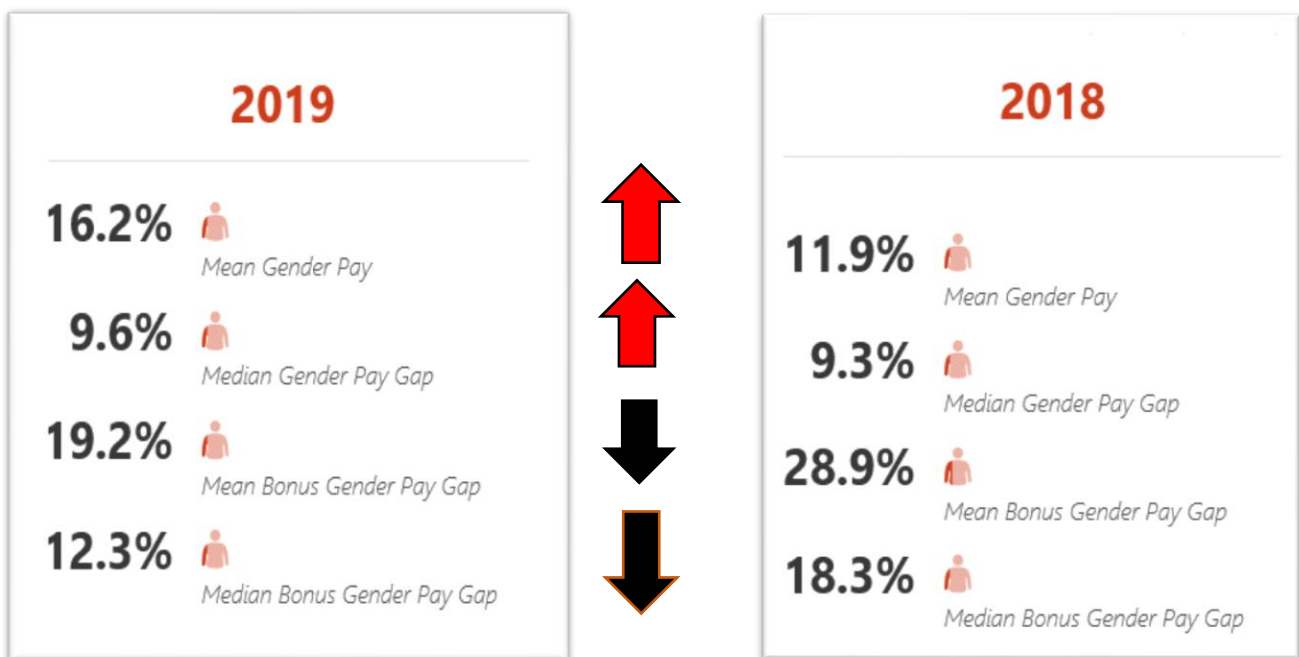 2019
16.2%
Mean Gender Pay
9.6%
Median Gender Pay Gap
19.2%
Mean Bonus Gender Pay Gap
12.3%
Median Bonus Gender Pay Gap
2018
11.9%
Mean Gender Pay
9.3%
Median Gender Pay Gap
28.9%
Mean Bonus Gender Pay Gap
18.3%
Median Bonus Gender Pay Gap